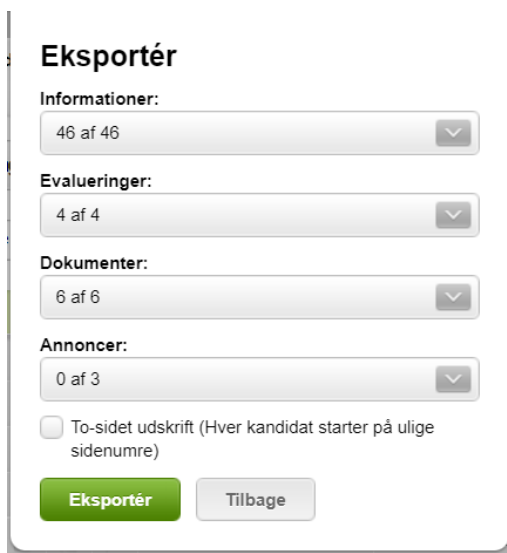 Eksportér
Informationer:
46 af 46
Evalueringer:
4 af 4
Dokumenter:
6 af 6
Annoncer:
0 af 3
To-sidet udskrift (Hver kandidat starter på ulige
sidenumre)
Eksportér
Tilbage